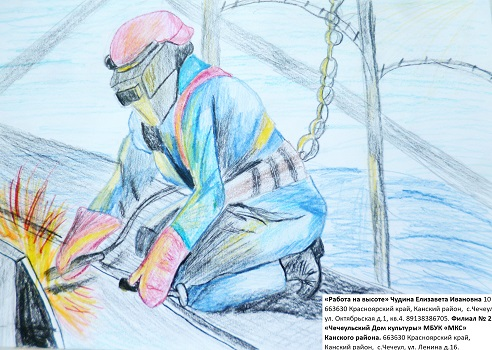 «Работа на высоте» Чудина Елизавета Ивановна 10
663630 Красноярский край, Канский район, с.Чечеул
ул. Октябрьская д.1, кв.4. 89138386705. Филиал № 2
«Чечеульский Дом культуры» МБУК «МКС»
Канского района. 663630 Красноярский край,
Канский район, с.Чечеул, ул. Ленина д.16.